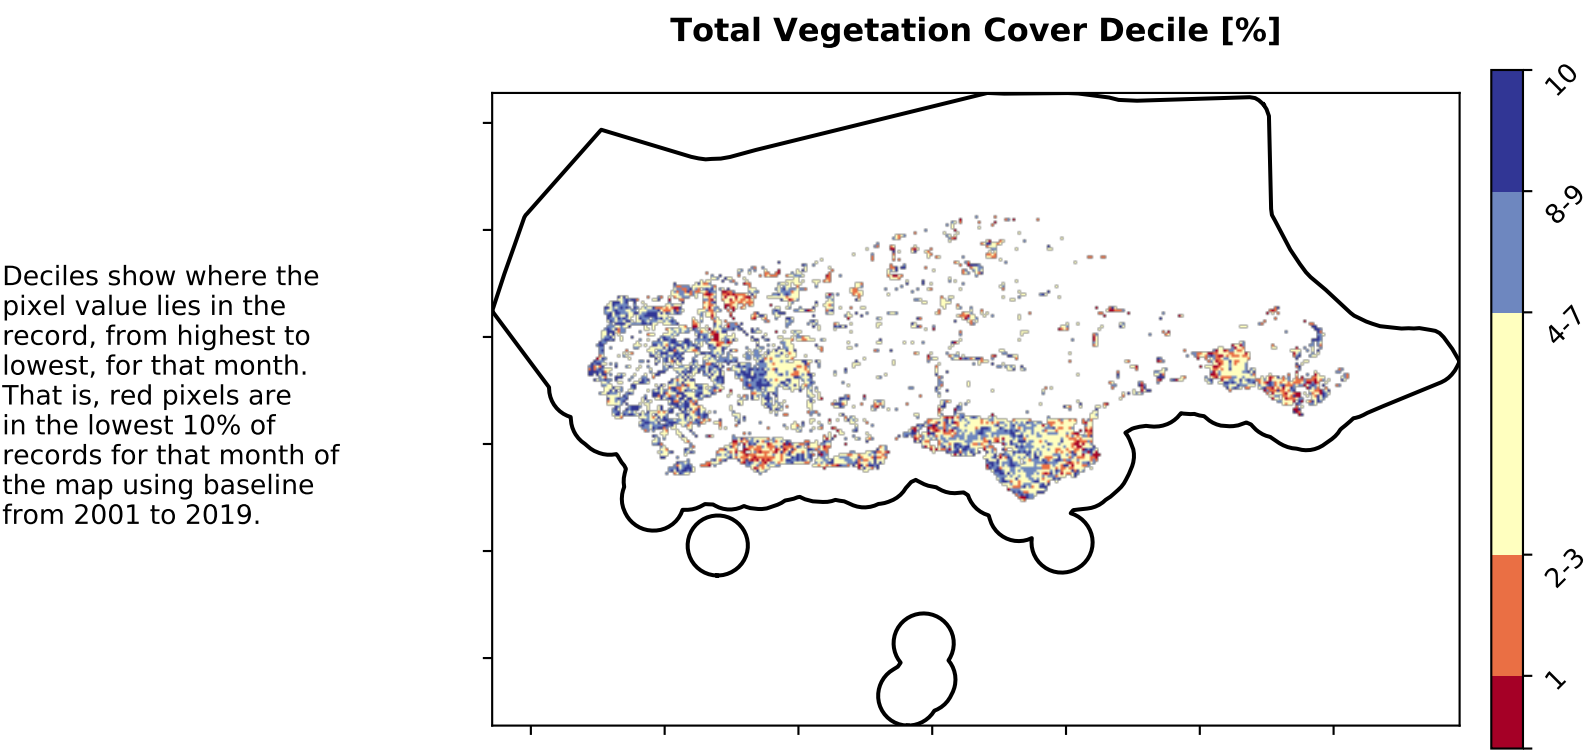 Total Vegetation Cover Decile [%]
Deciles show where the
pixel value lies in the
record, from highest to
lowest, for that month.
That is, red pixels are
in the lowest 10% of
records for that month of
the map using baseline
from 2001 to 2019.
10
8-9
4-7
2-3
1